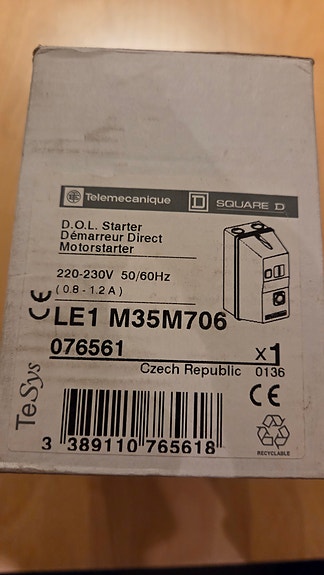 Telemecanique
SQUARE D
D.O.L. Starter
Démarreur Direct
Motorstarter
220-230V 50/60Hz
( 0.8 - 1.2 A )
CE
LE1 M35M706
076561
x1
Czech Republic 0136
TeSys
CE
3 389110 765618
RECYCLABLE